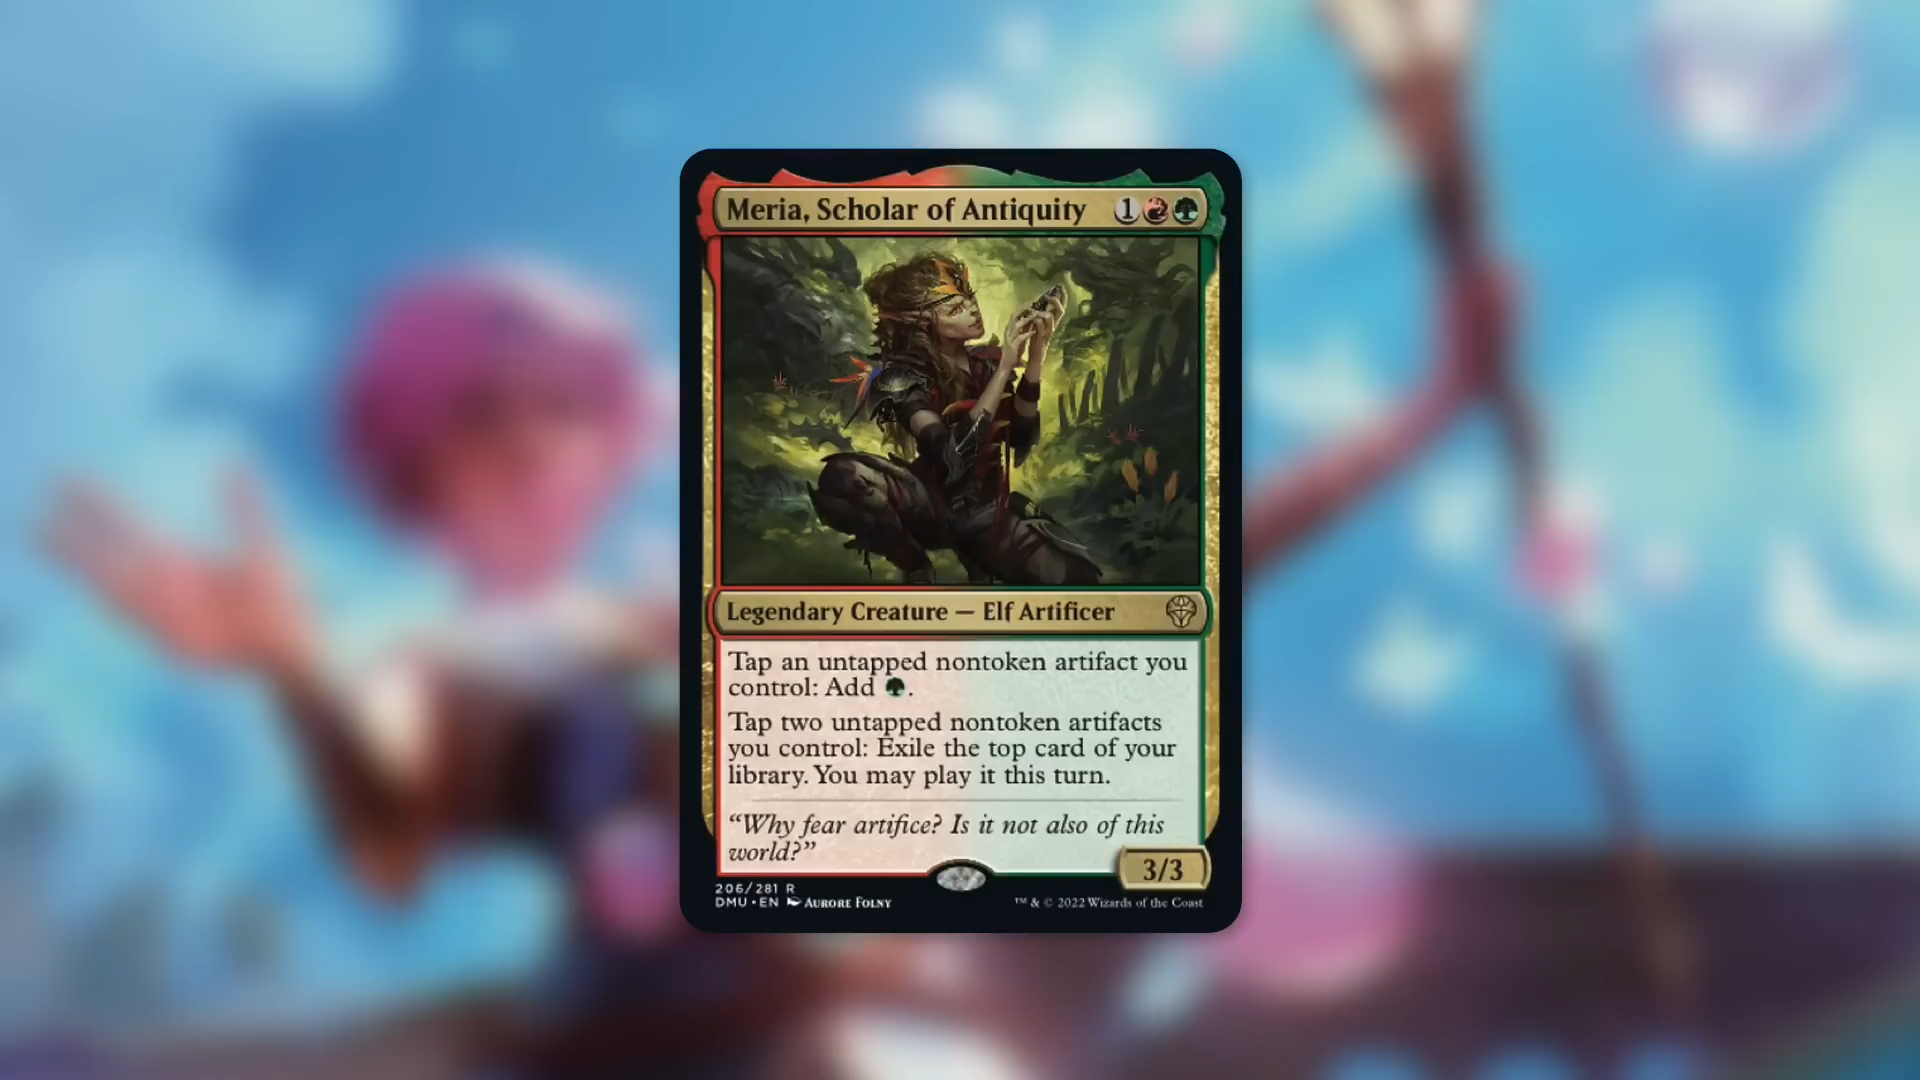 Meria, Scholar of Antiquity 1
Legendary Creature — Elf Artificer
Tap an untapped nontoken artifact you
control: Add .
Tap two untapped nontoken artifacts
you control: Exile the top card of your
library. You may play it this turn.
“Why fear artifice? Is it not also of this
world?”
3/3
206/281 R
DMU • EN Aurore Folny
™ & © 2022 Wizards of the Coast